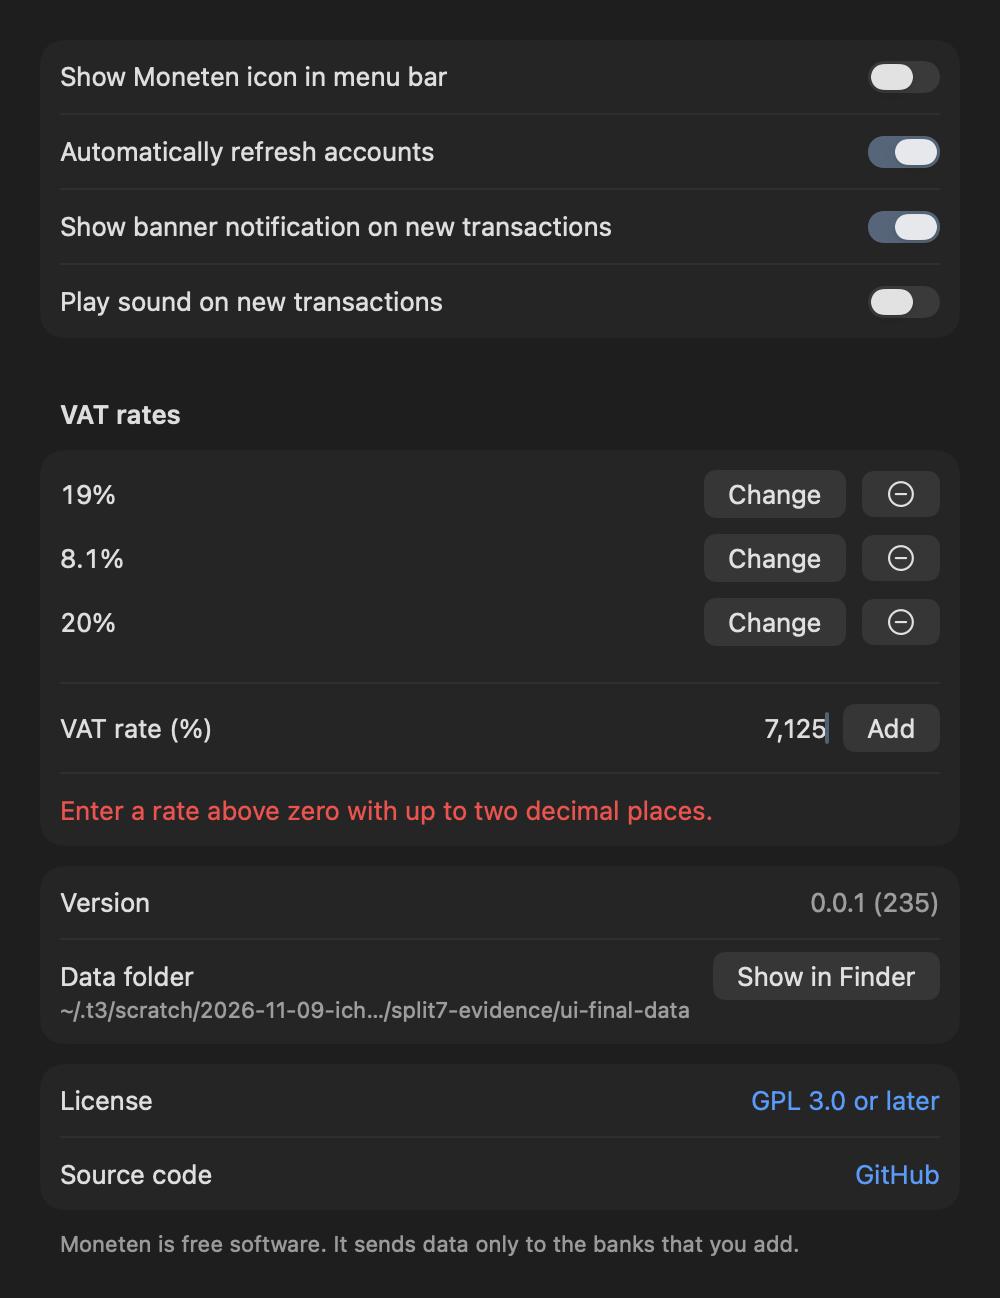 Show Moneten icon in menu bar
Automatically refresh accounts
Show banner notification on new transactions
Play sound on new transactions
VAT rates
19% Change
8.1% Change
20% Change
VAT rate (%) 7,125 Add
Enter a rate above zero with up to two decimal places.
Version 0.0.1 (235)
Data folder Show in Finder
~/.t3/scratch/2026-11-09-ich.../split7-evidence/ui-final-data
License GPL 3.0 or later
Source code GitHub
Moneten is free software. It sends data only to the banks that you add.